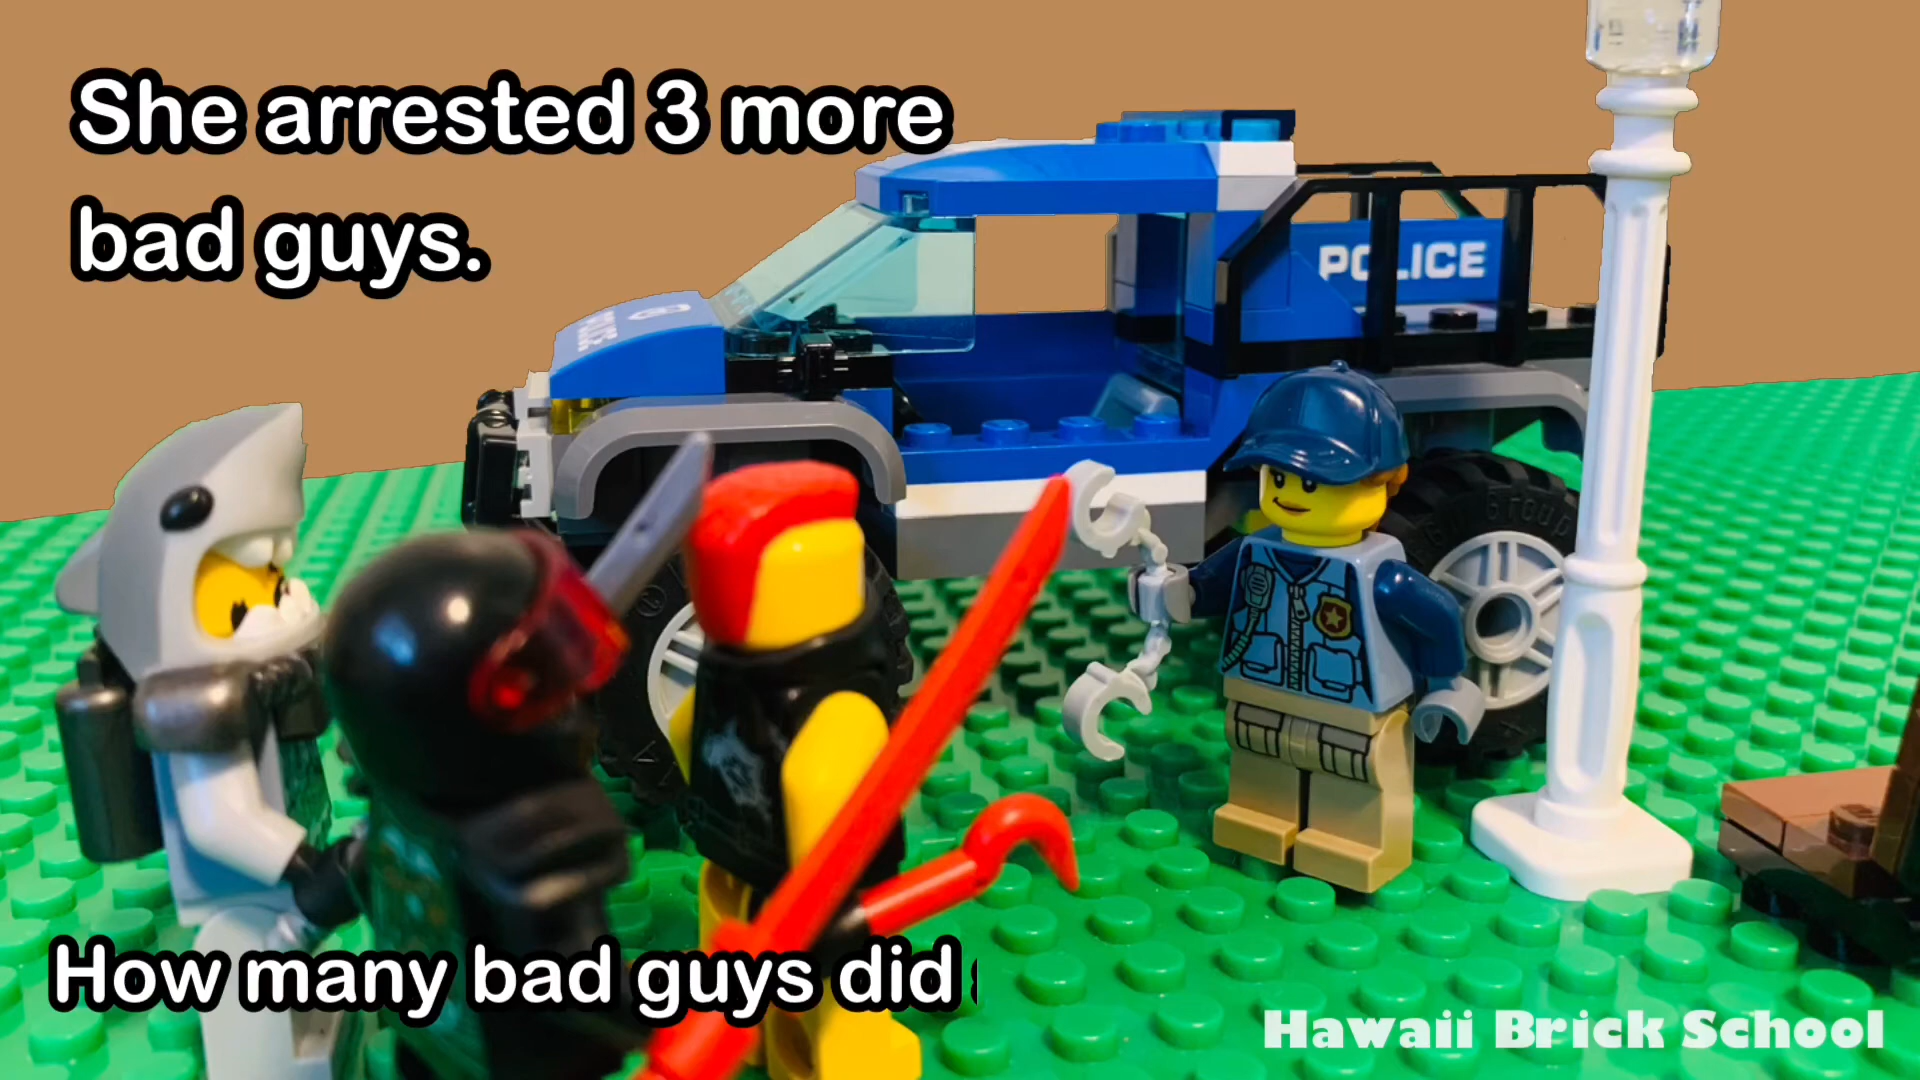 She arrested 3 more
bad guys.
POLICE
How many bad guys did
Hawaii Brick School